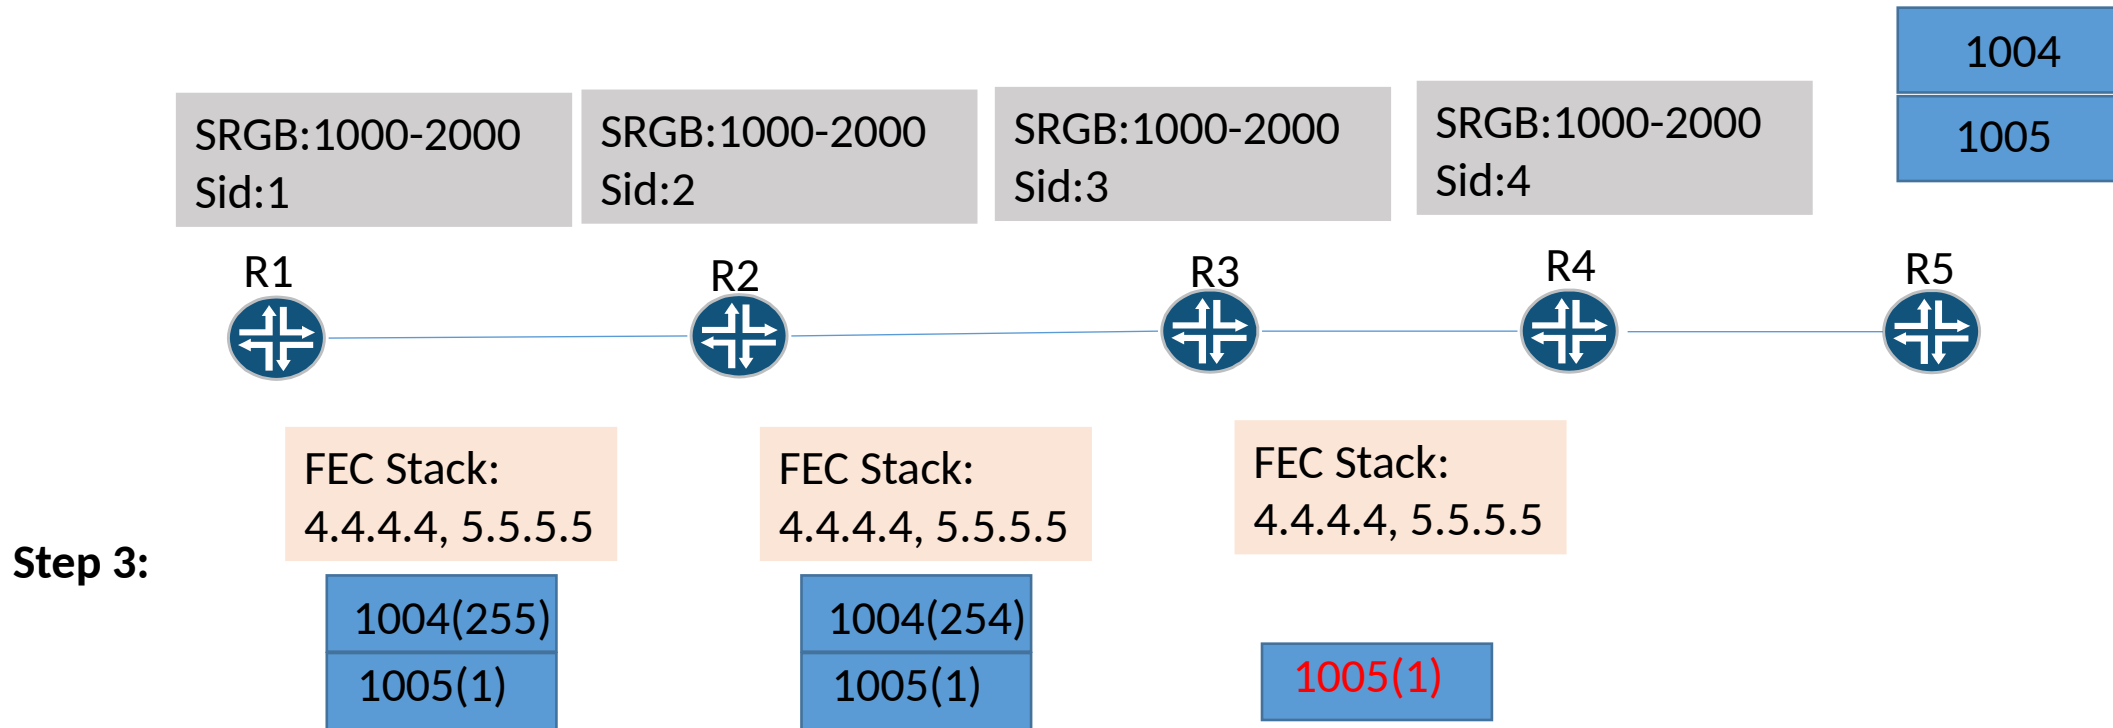 1004
1005
SRGB:1000-2000
Sid:1
SRGB:1000-2000
Sid:2
SRGB:1000-2000
Sid:3
SRGB:1000-2000
Sid:4
R1
R2
R3
R4
R5
FEC Stack:
4.4.4.4, 5.5.5.5
FEC Stack:
4.4.4.4, 5.5.5.5
FEC Stack:
4.4.4.4, 5.5.5.5
Step 3:
1004(255)
1005(1)
1004(254)
1005(1)
1005(1)